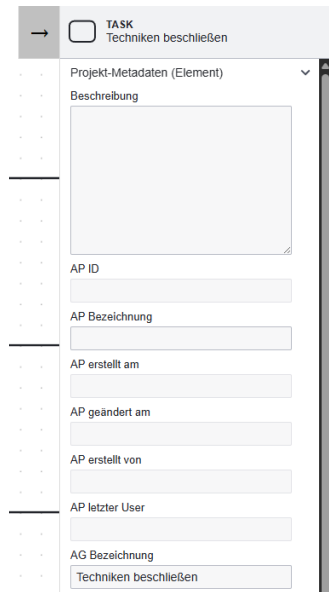 →
TASK
Techniken beschließen
Projekt-Metadaten (Element)
Beschreibung
AP ID
AP Bezeichnung
AP erstellt am
AP geändert am
AP erstellt von
AP letzter User
AG Bezeichnung
Techniken beschließen